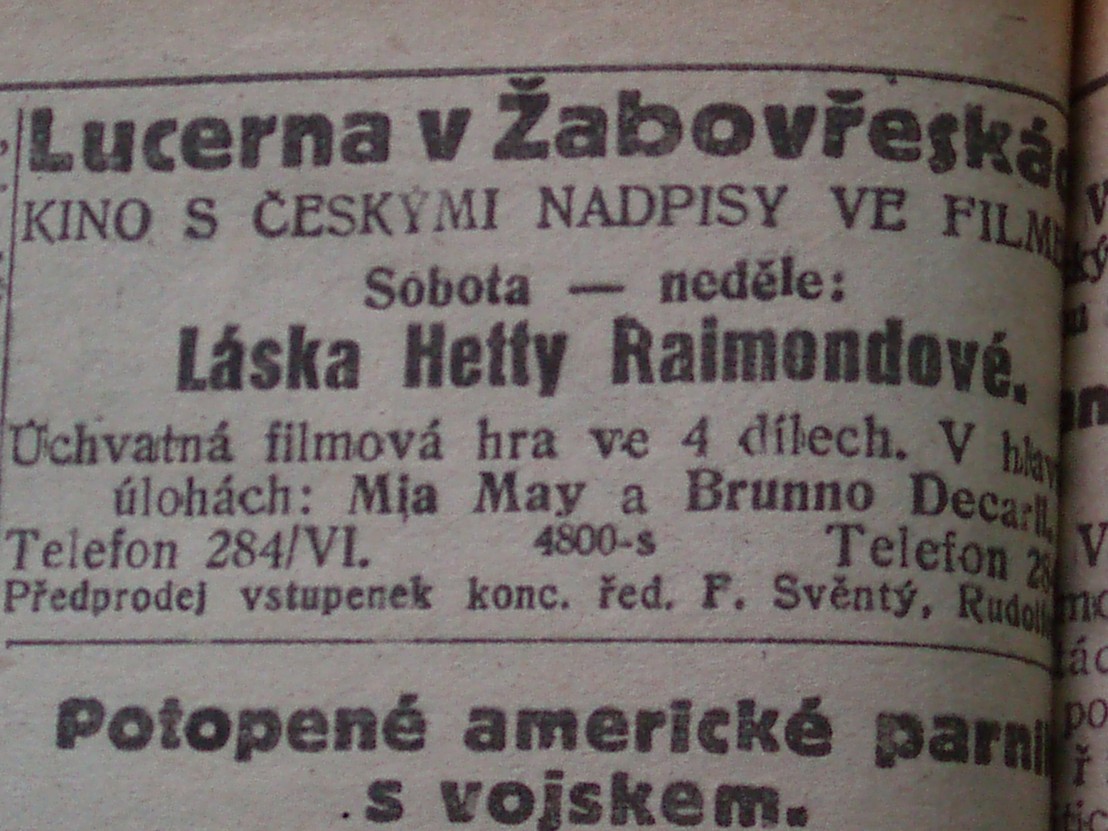 Lucerna v Žabovřeská
KINO S ČESKÝMI NADPISY VE FILM
Sobota — neděle:
Láska Hetty Raimondové.
Úchvatná filmová hra ve 4 dílech. V hlav
úlohách: Mia May a Brunno Decarli.
Telefon 284/VI. 4800-s Telefon 28
Předprodej vstupenek konc. řed. F. Svěntý, Rudol
Potopené americké parní
s vojskem.